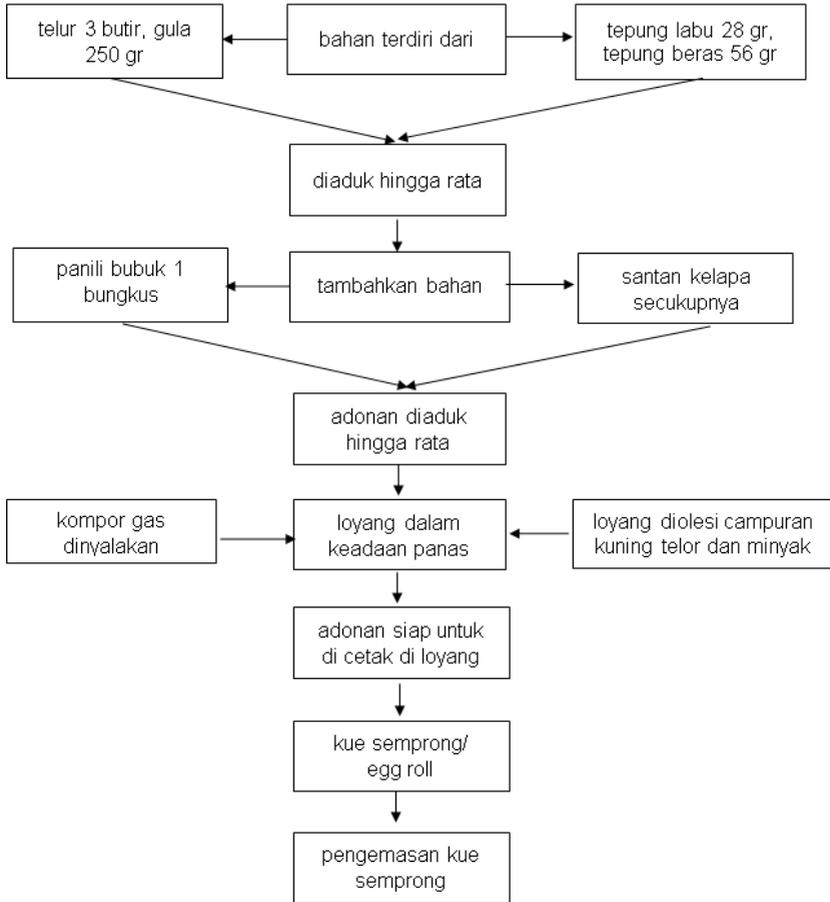 telur 3 butir, gula
250 gr
bahan terdiri dari
tepung labu 28 gr,
tepung beras 56 gr
diaduk hingga rata
panili bubuk 1
bungkus
tambahkan bahan
santan kelapa
secukupnya
adonan diaduk
hingga rata
kompor gas
dinyalakan
loyang dalam
keadaan panas
loyang diolesi campuran
kuning telor dan minyak
adonan siap untuk
di cetak di loyang
kue semprong/
egg roll
pengemasan kue
semprong